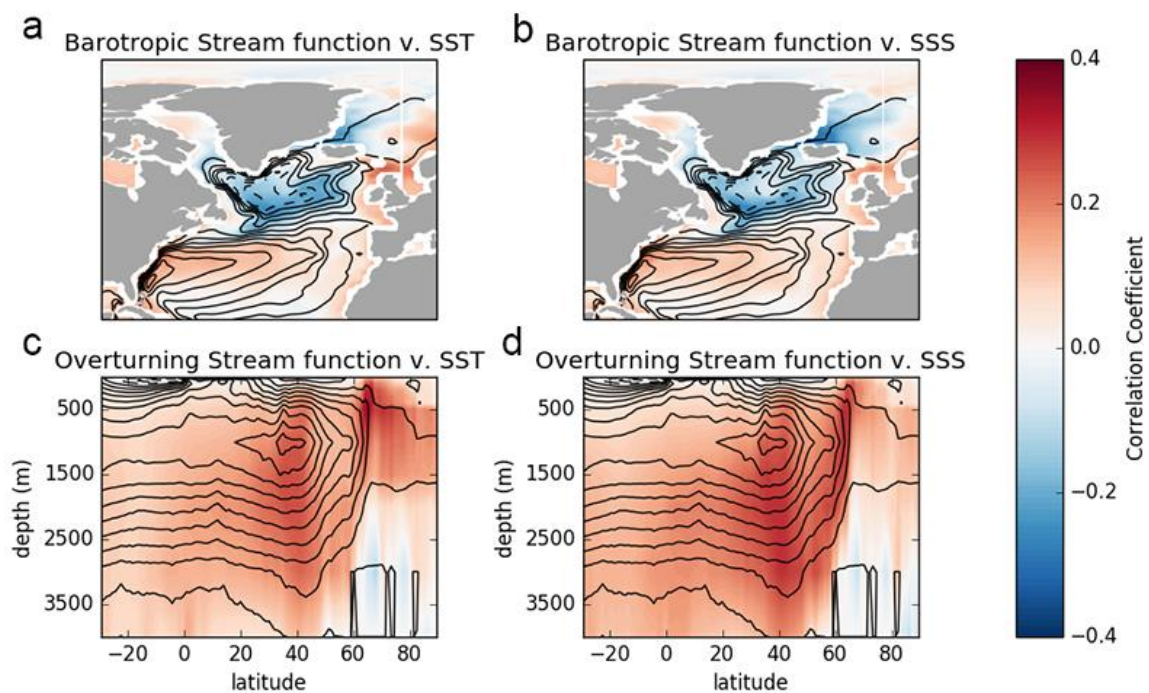 a
Barotropic Stream function v. SST
b
Barotropic Stream function v. SSS
c
Overturning Stream function v. SST
500
1500
2500
3500
depth (m)
−20 0 20 40 60 80
latitude
d
Overturning Stream function v. SSS
500
1500
2500
3500
depth (m)
−20 0 20 40 60 80
latitude
0.4
0.2
0.0
−0.2
−0.4
Correlation Coefficient